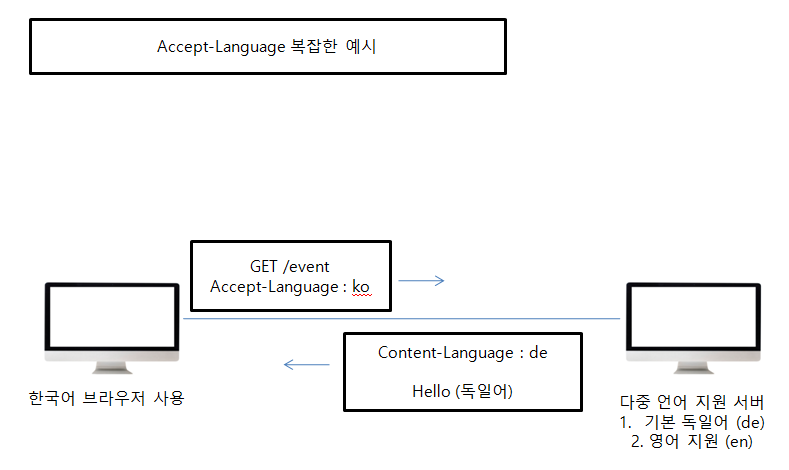 Accept-Language 복잡한 예시
GET /event
Accept-Language : ko
Content-Language : de
Hello (독일어)
한국어 브라우저 사용
다중 언어 지원 서버
1. 기본 독일어 (de)
2. 영어 지원 (en)